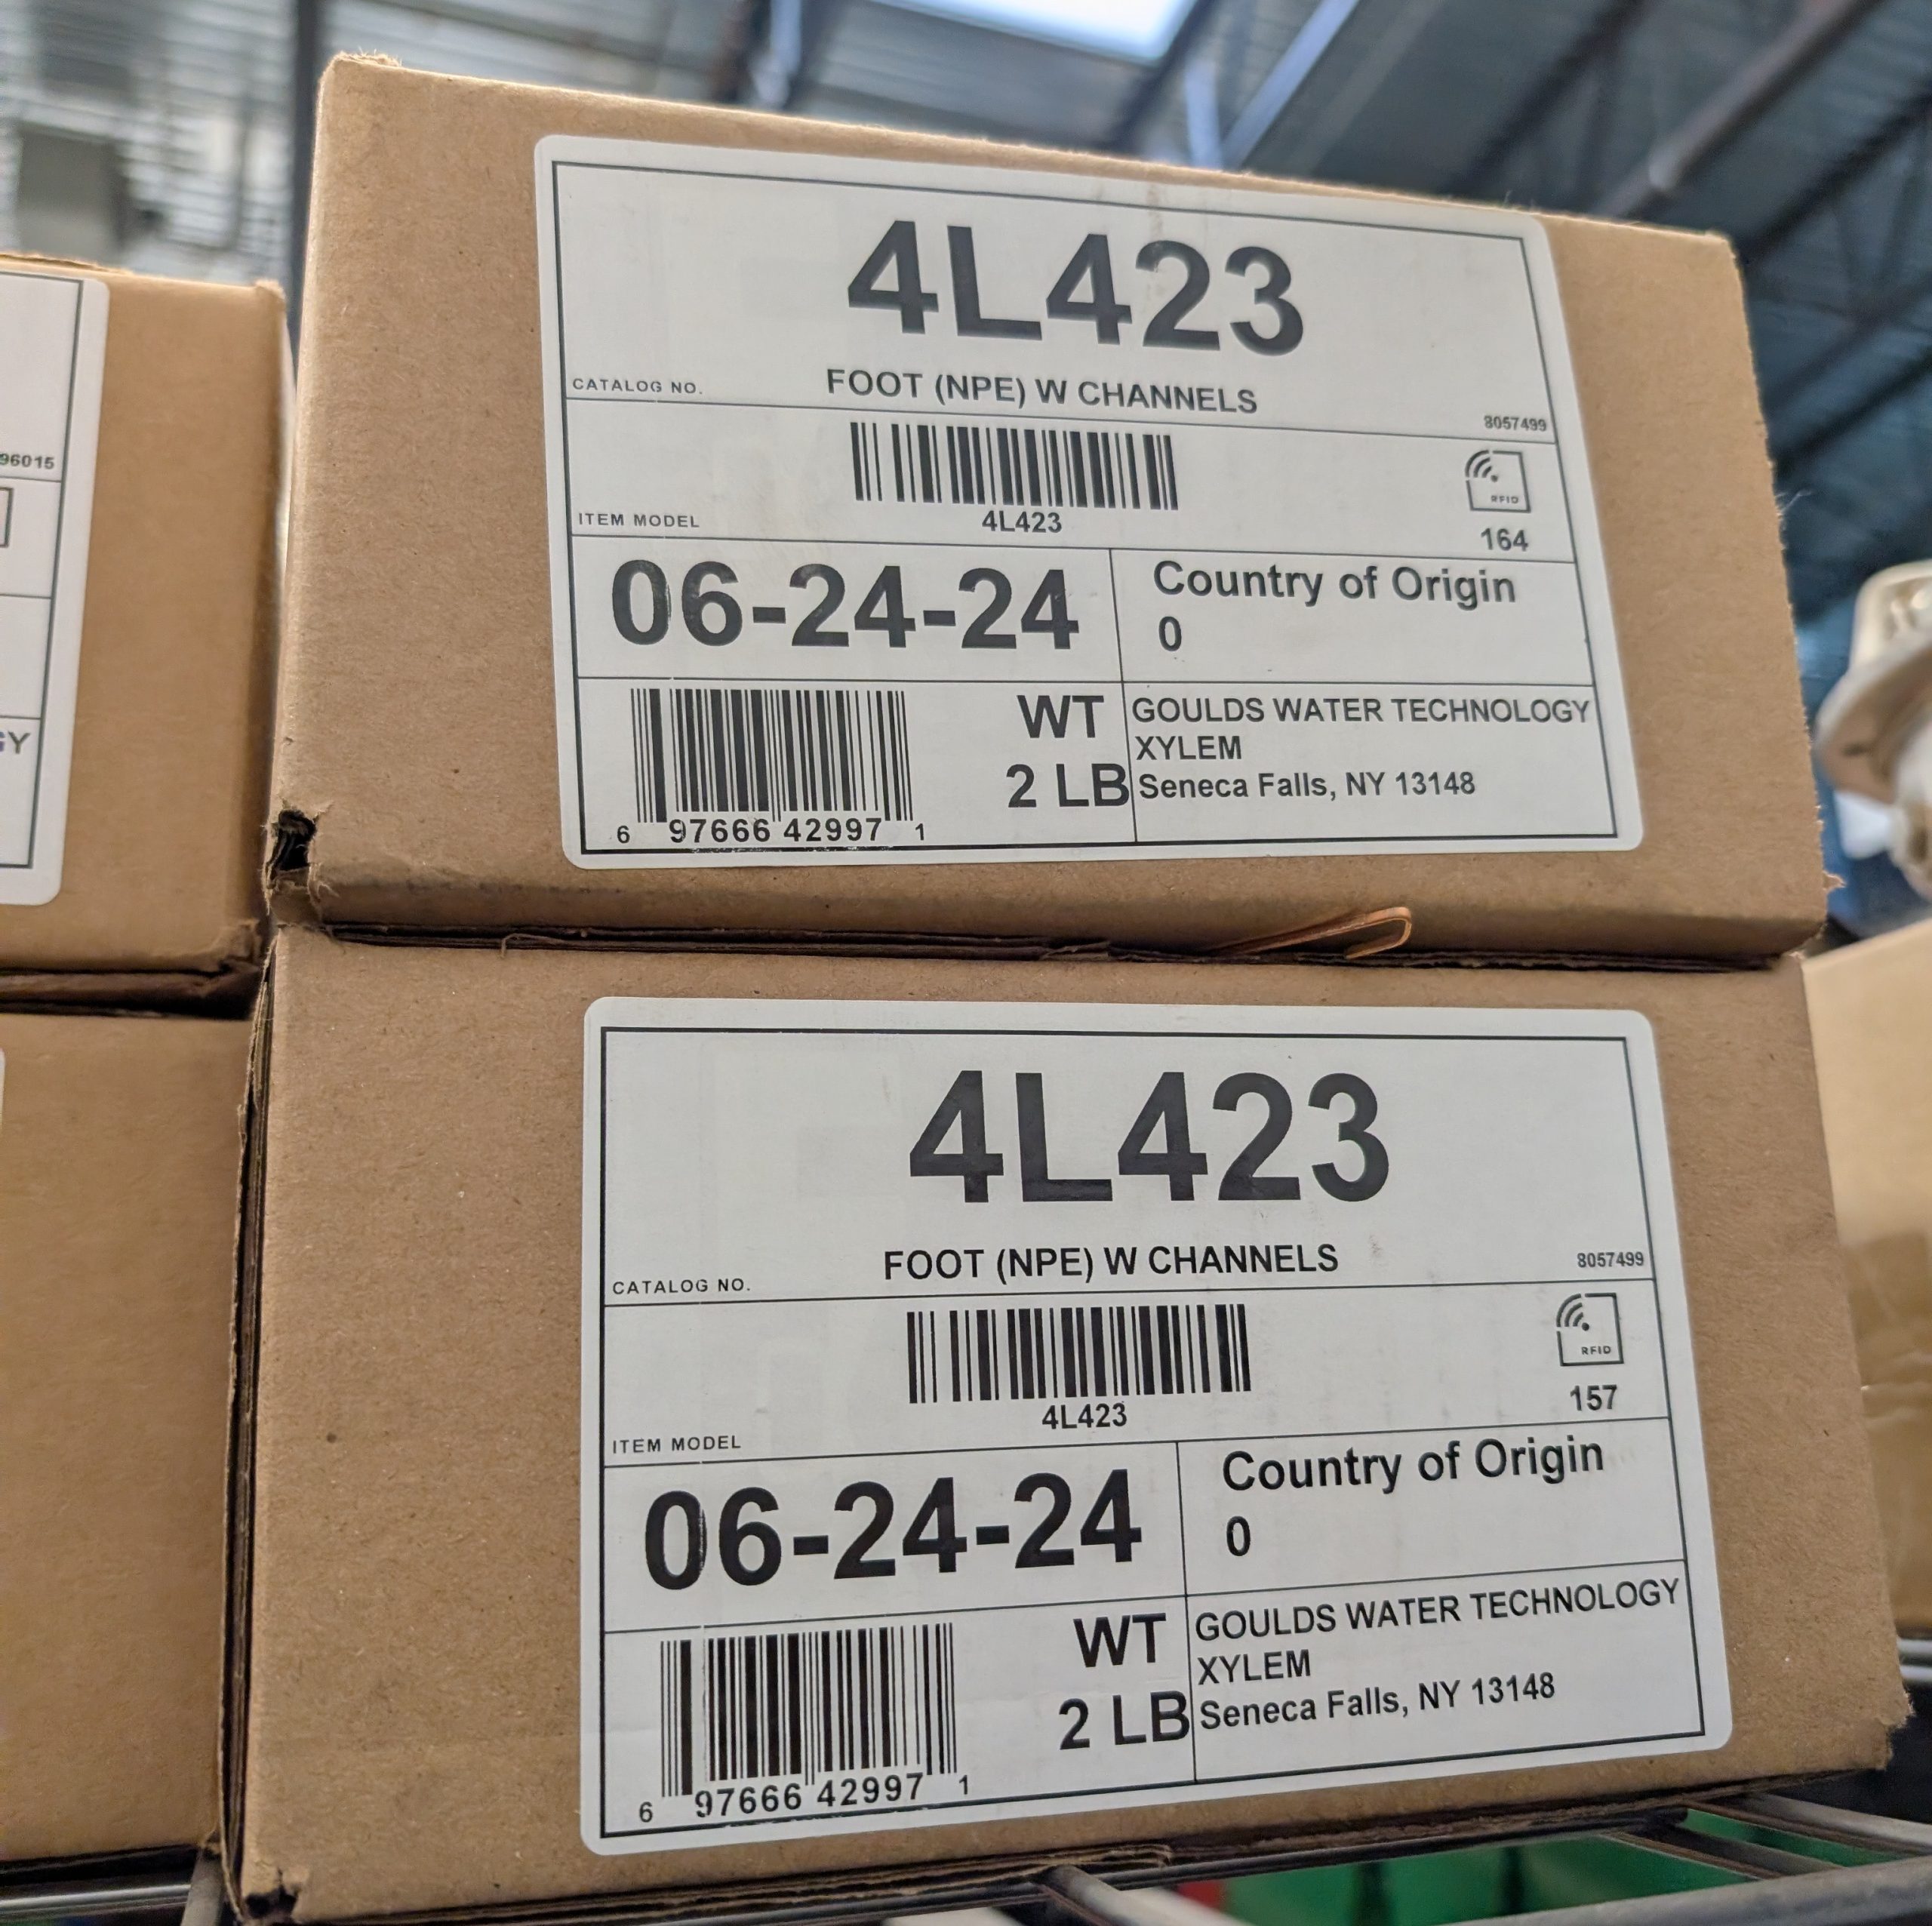 4L423
CATALOG NO.
FOOT (NPE) W CHANNELS
8057499
RFID
ITEM MODEL
4L423
164
06-24-24
Country of Origin
0
WT
2 LB
GOULDS WATER TECHNOLOGY
XYLEM
Seneca Falls, NY 13148
6 97666 42997 1
4L423
CATALOG NO.
FOOT (NPE) W CHANNELS
8057499
RFID
ITEM MODEL
4L423
157
06-24-24
Country of Origin
0
WT
2 LB
GOULDS WATER TECHNOLOGY
XYLEM
Seneca Falls, NY 13148
6 97666 42997 1
96015